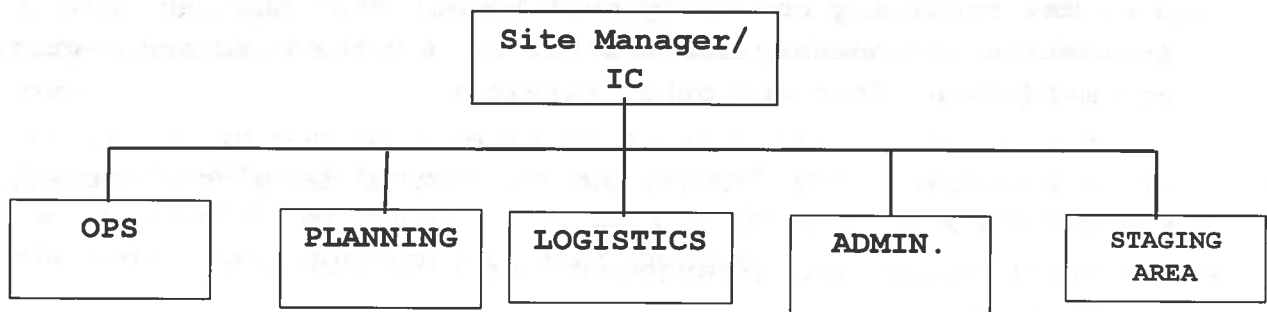 Site Manager/
IC
OPS
PLANNING
LOGISTICS
ADMIN.
STAGING
AREA